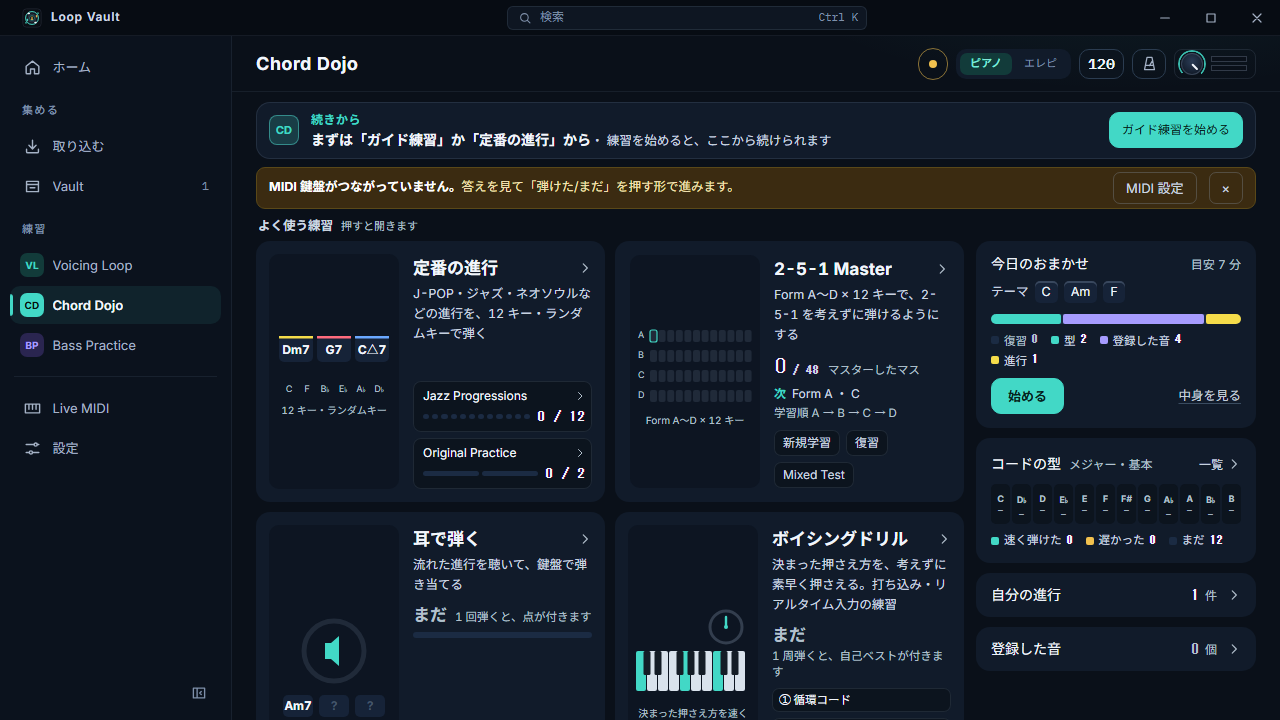 Loop Vault
検索
Ctrl K
ホーム
集める
取り込む
Vault
1
練習
VL
Voicing Loop
CD
Chord Dojo
BP
Bass Practice
Live MIDI
設定
Chord Dojo
ピアノ
エレピ
120
CD
続きから
まずは「ガイド練習」か「定番の進行」から · 練習を始めると、ここから続けられます
ガイド練習を始める
MIDI 鍵盤がつながっていません。答えを見て「弾けた/まだ」を押す形で進みます。
MIDI 設定
×
よく使う練習 押すと開きます
Dm7 G7 C△7
C F B♭ E♭ A♭ D♭
12 キー・ランダムキー
定番の進行
J-POP・ジャズ・ネオソウルな
どの進行を、12 キー・ランダ
ムキーで弾く
Jazz Progressions
0 / 12
Original Practice
0 / 2
A
B
C
D
Form A〜D × 12 キー
2-5-1 Master
Form A〜D × 12 キーで、2-
5-1 を考えずに弾けるように
する
0 / 48 マスターしたマス
次 Form A ・ C
学習順 A → B → C → D
新規学習
復習
Mixed Test
今日のおまかせ
目安 7 分
テーマ C Am F
復習 0 型 2 登録した音 4
進行 1
始める
中身を見る
コードの型 メジャー・基本
一覧
C D♭ D E♭ E F F# G A♭ A B♭ B
– – – – – – – – – – – –
速く弾けた 0 遅かった 0 まだ 12
自分の進行
1 件
登録した音
0 個
Am7 ? ?
耳で弾く
流れた進行を聴いて、鍵盤で弾
き当てる
まだ 1 回弾くと、点が付きます
決まった押さえ方を速く
ボイシングドリル
決まった押さえ方を、考えずに
素早く押さえる。打ち込み・リ
アルタイム入力の練習
まだ
1 周弾くと、自己ベストが付きま
す
① 循環コード